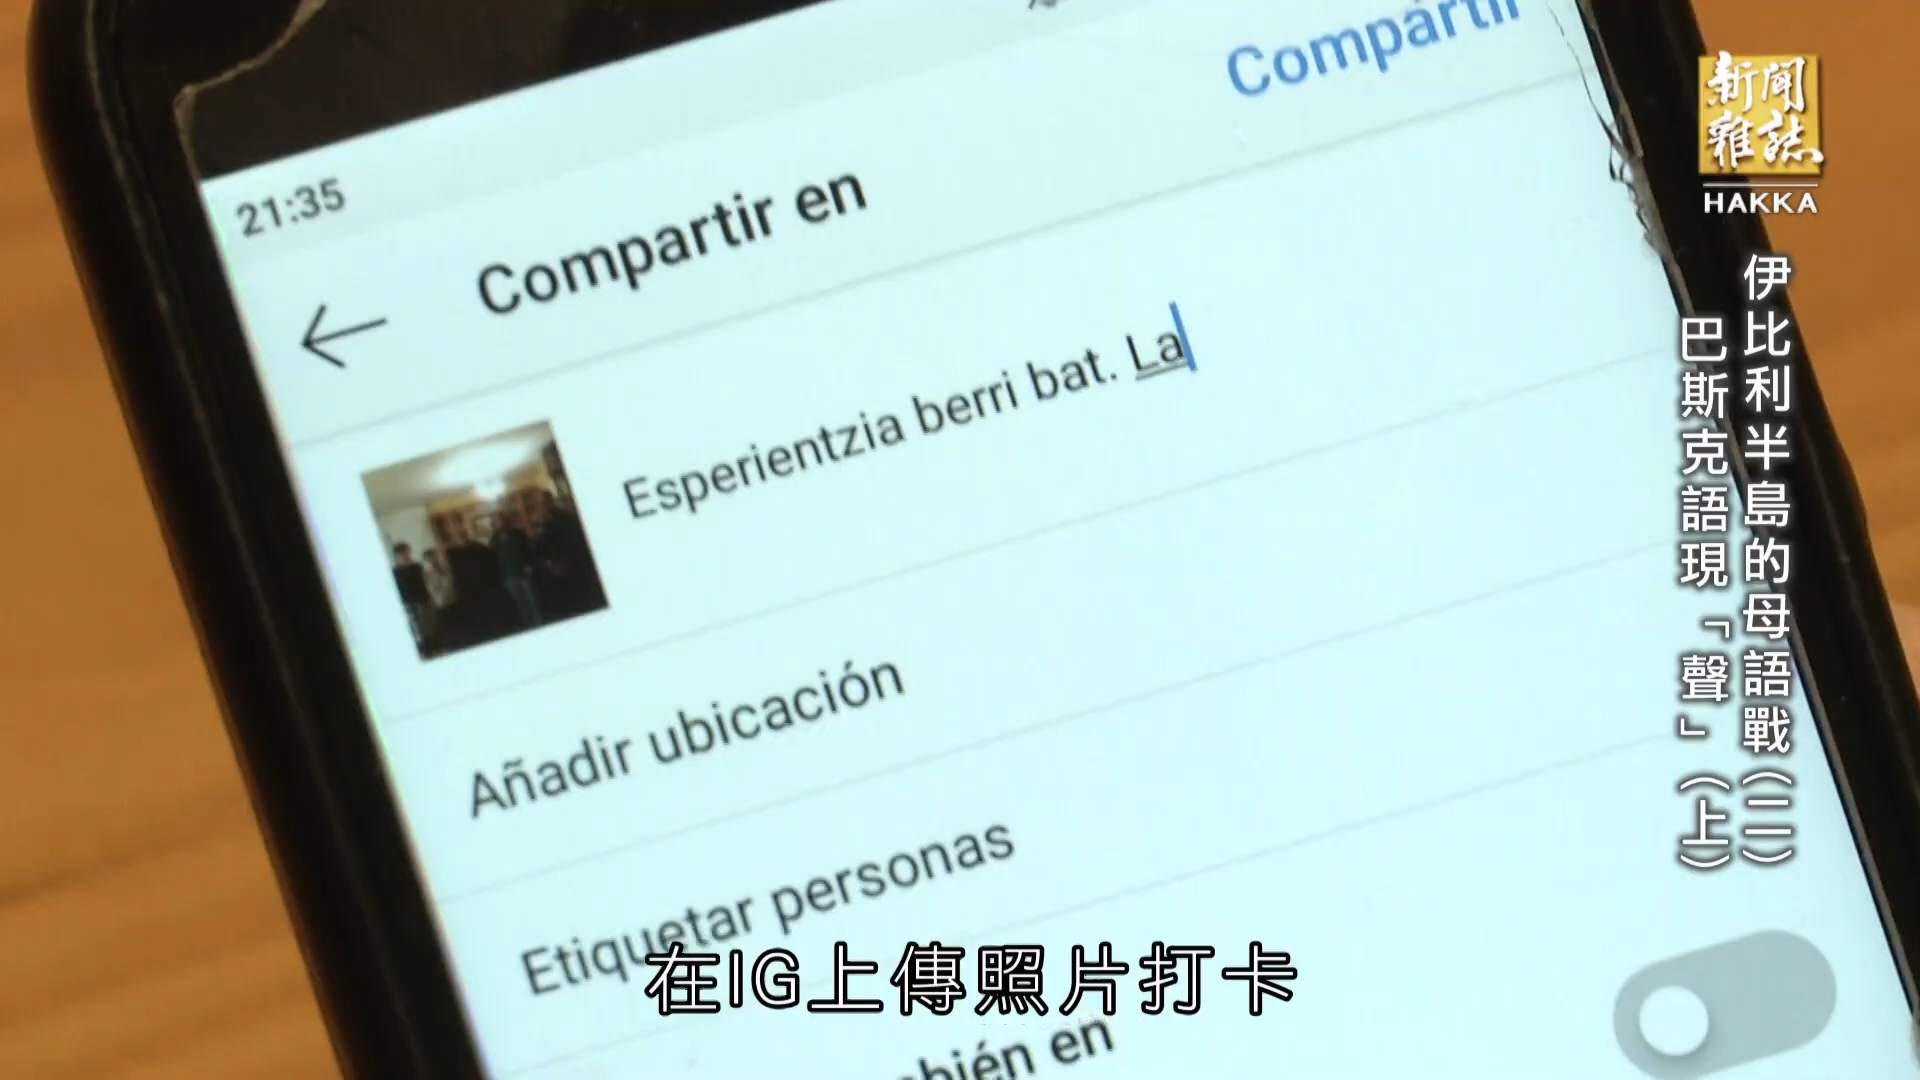 Compartir
21:35
Compartir en
Esperientzia berri bat. La
Añadir ubicación
Etiquetar personas
bién en
新聞
雜誌
HAKKA
伊比利半島的母語戰(二)
巴斯克語現「聲」(上)
在IG上傳照片打卡